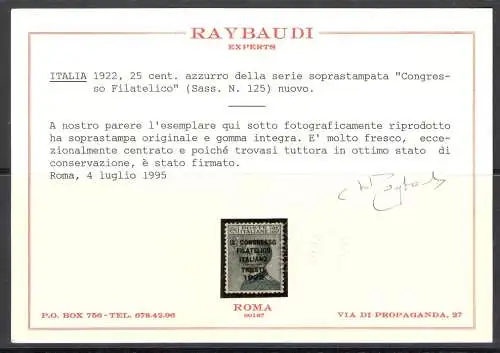 RAYBAUDI
EXPERTS
ITALIA 1922, 25 cent. azzurro della serie soprastampata "Congres-
so Filatelico" (Sass. N. 125) nuovo.
A nostro parere l'esemplare qui sotto fotograficamente riprodotto
ha soprastampa originale e gomma integra. E' molto fresco, ecce-
zionalmente centrato e poiché trovasi tuttora in ottimo stato di
conservazione, è stato firmato.
Roma, 4 luglio 1995
IX CONGRESSO
FILATELICO
ITALIANO
TRIESTE
1922
ROMA
00187
P.O. BOX 756 - TEL. 678.42.96
VIA DI PROPAGANDA, 27